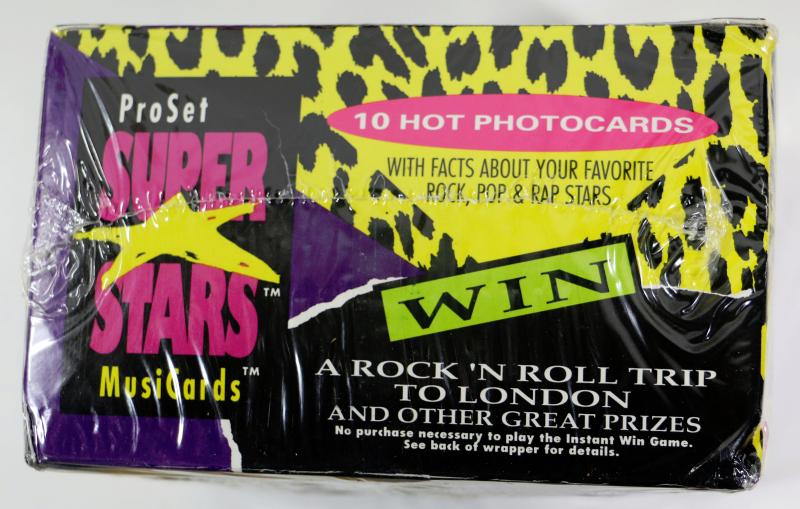 ProSet
SUPER
STARS™
MusiCards™
10 HOT PHOTOCARDS
WITH FACTS ABOUT YOUR FAVORITE
ROCK, POP & RAP STARS
WIN
A ROCK 'N ROLL TRIP
TO LONDON
AND OTHER GREAT PRIZES
No purchase necessary to play the Instant Win Game.
See back of wrapper for details.